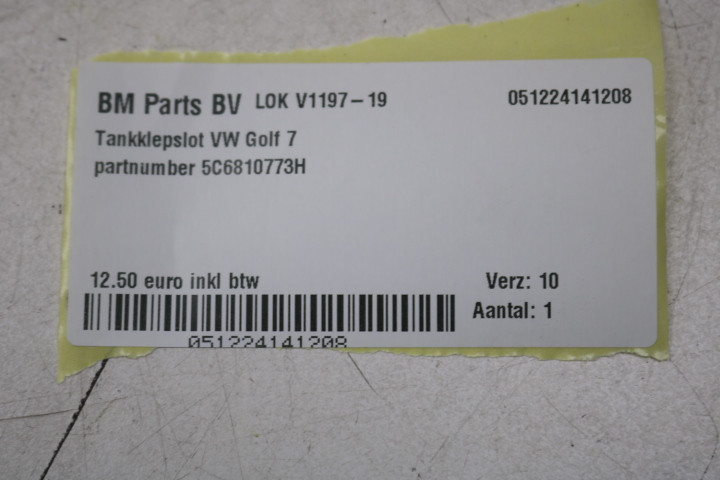 BM Parts BV LOK V1197-19 051224141208
Tankklepslot VW Golf 7
partnumber 5C6810773H
12.50 euro inkl btw Verz: 10
Aantal: 1
051224141208